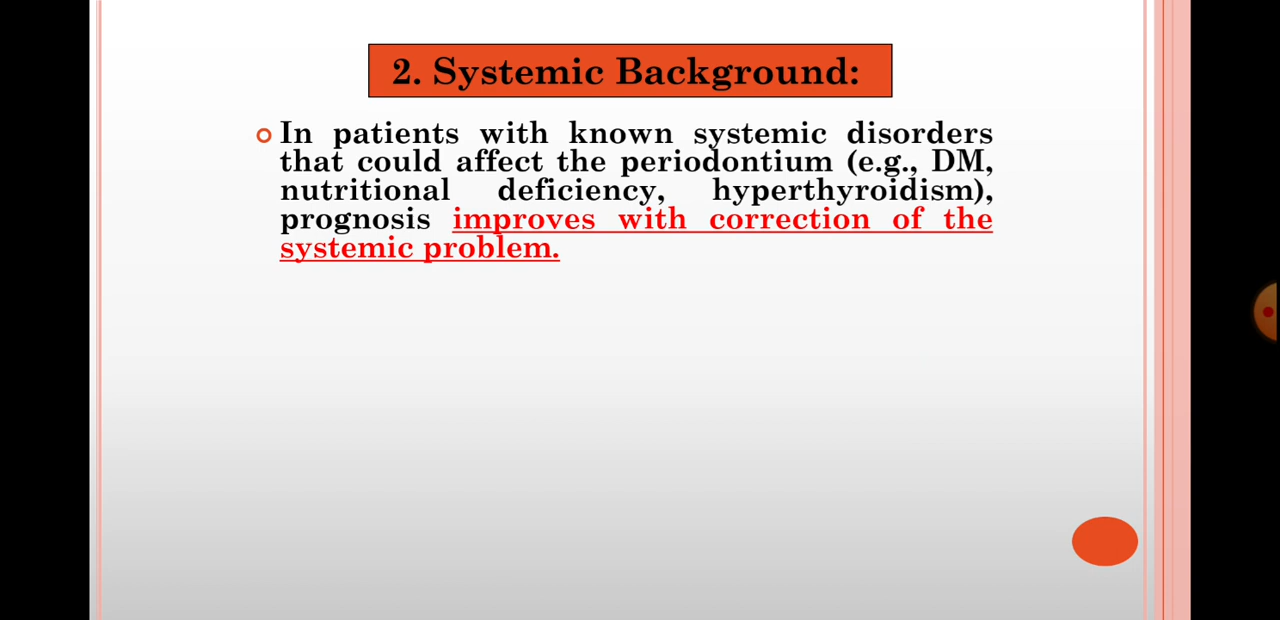 2. Systemic Background:
In patients with known systemic disorders
that could affect the periodontium (e.g., DM,
nutritional deficiency, hyperthyroidism),
prognosis improves with correction of the
systemic problem.